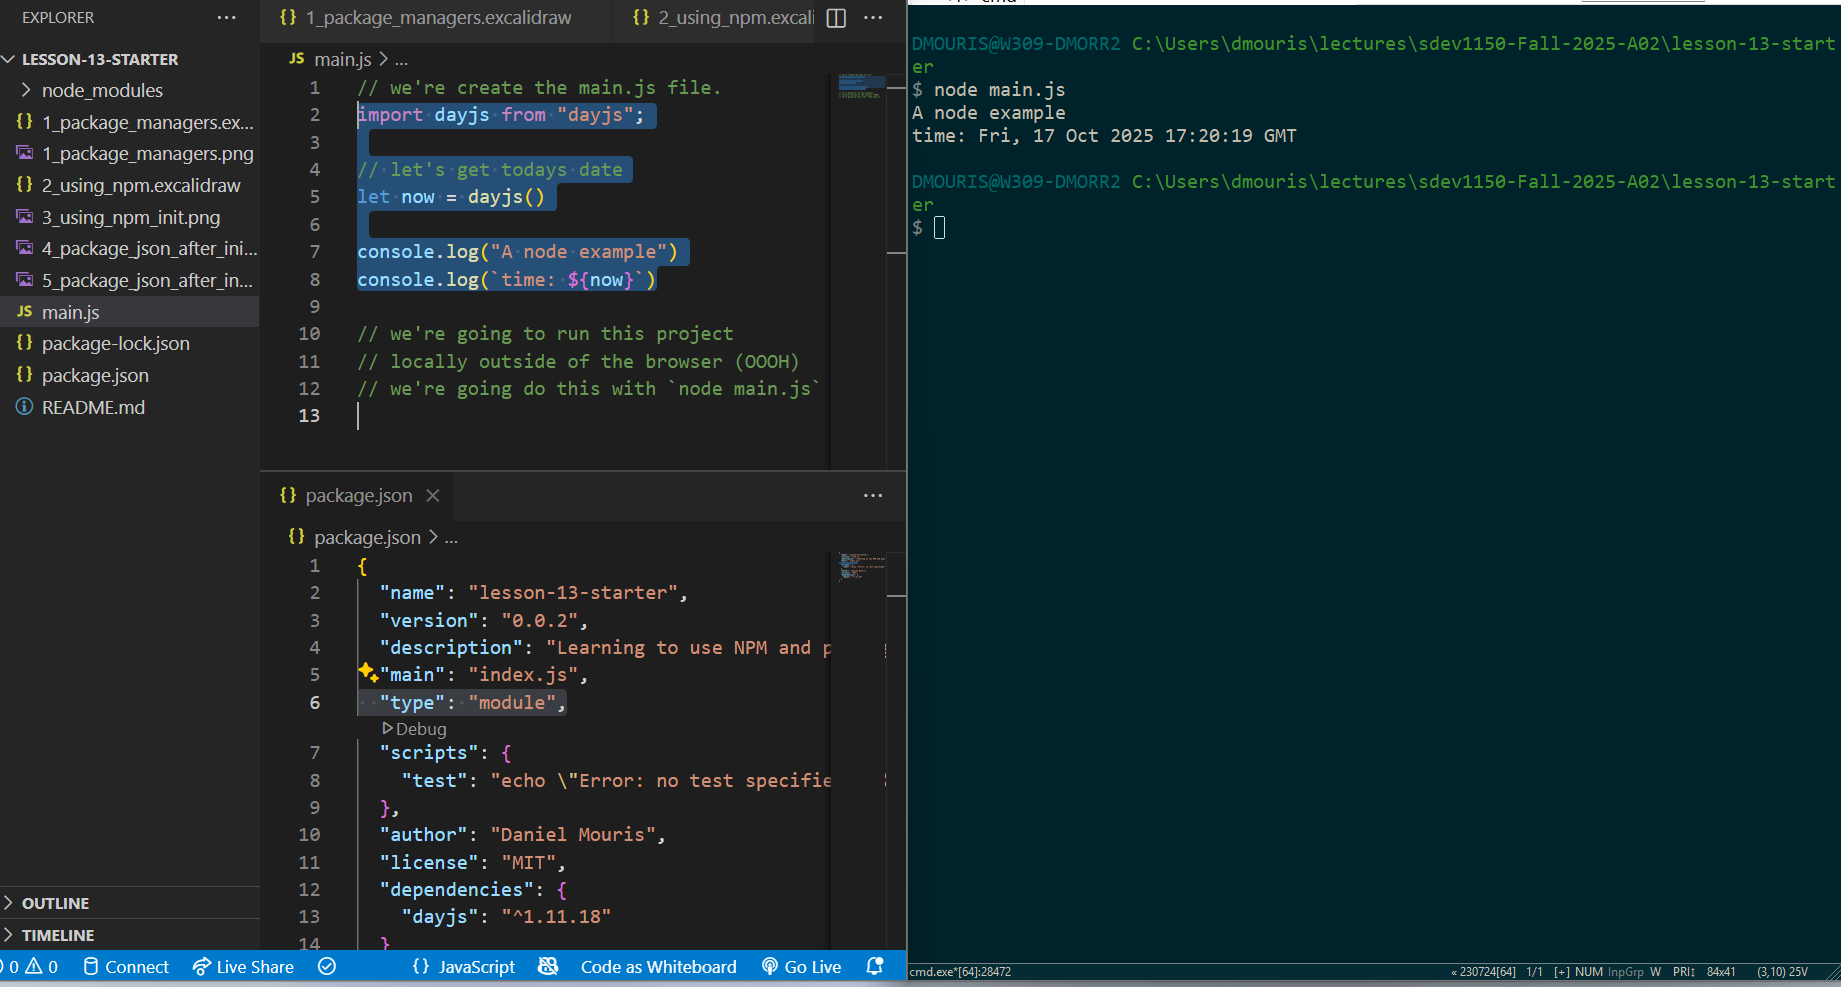 EXPLORER
LESSON-13-STARTER
node_modules
1_package_managers.ex...
1_package_managers.png
2_using_npm.excalidraw
3_using_npm_init.png
4_package_json_after_ini...
5_package_json_after_in...
JS main.js
package-lock.json
package.json
README.md
OUTLINE
TIMELINE
{} 1_package_managers.excalidraw {} 2_using_npm.excali
JS main.js > ...
1 // we're create the main.js file.
2 import dayjs from "dayjs";
3
4 // let's get todays date
5 let now = dayjs()
6
7 console.log("A node example")
8 console.log(`time: ${now}`)
9
10 // we're going to run this project
11 // locally outside of the browser (OOOH)
12 // we're going do this with `node main.js`
13
{} package.json
{} package.json > ...
1 {
2 "name": "lesson-13-starter",
3 "version": "0.0.2",
4 "description": "Learning to use NPM and p
5 "main": "index.js",
6 "type": "module",
Debug
7 "scripts": {
8 "test": "echo \"Error: no test specifie
9 },
10 "author": "Daniel Mouris",
11 "license": "MIT",
12 "dependencies": {
13 "dayjs": "^1.11.18"
14 }
0 0 Connect Live Share {} JavaScript Code as Whiteboard Go Live
DMOURIS@W309-DMORR2 C:\Users\dmouris\lectures\sdev1150-Fall-2025-A02\lesson-13-start
er
$ node main.js
A node example
time: Fri, 17 Oct 2025 17:20:19 GMT
DMOURIS@W309-DMORR2 C:\Users\dmouris\lectures\sdev1150-Fall-2025-A02\lesson-13-start
er
$
cmd.exe*[64]:28472 « 230724[64] 1/1 [+] NUM InpGrp W PRI↕ 84x41 (3,10) 25V